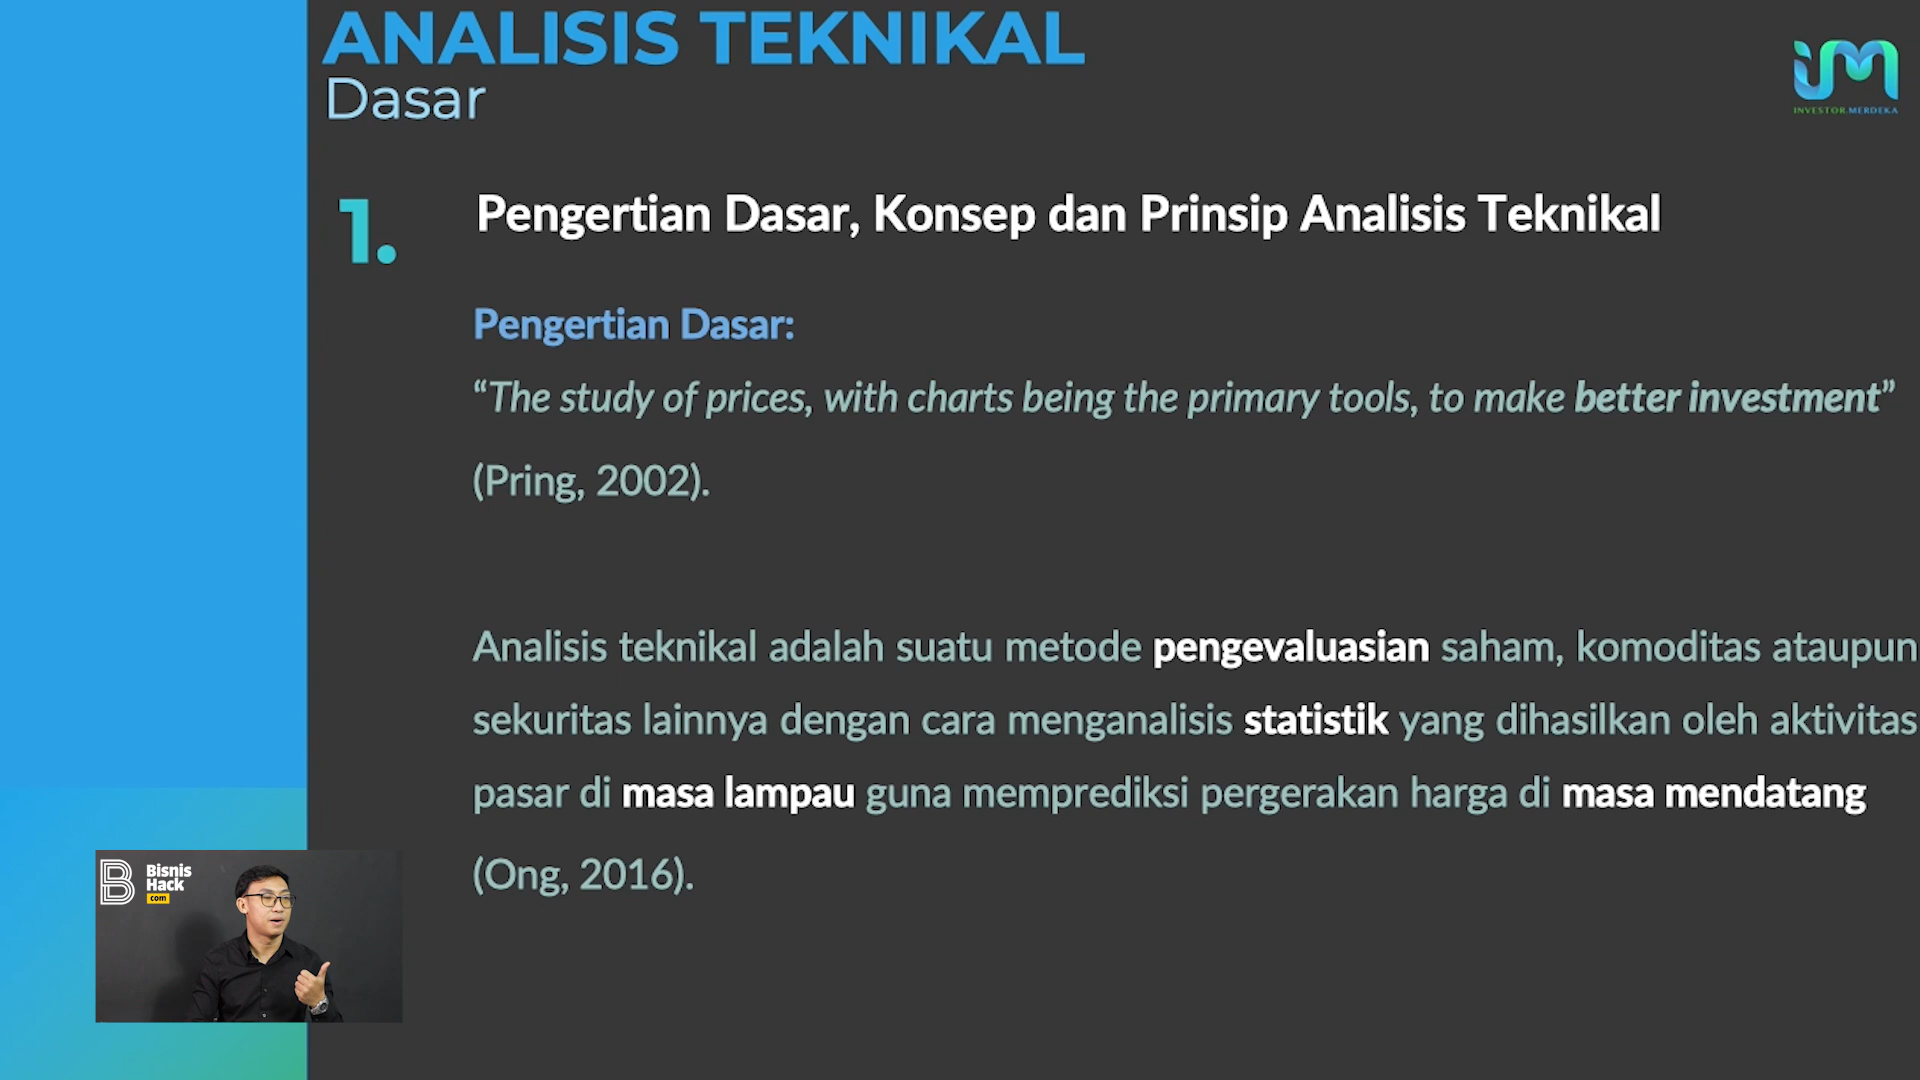 ANALISIS TEKNIKAL
Dasar
INVESTOR.MERDEKA
1.
Pengertian Dasar, Konsep dan Prinsip Analisis Teknikal
Pengertian Dasar:
“The study of prices, with charts being the primary tools, to make better investment”
(Pring, 2002).
Analisis teknikal adalah suatu metode pengevaluasian saham, komoditas ataupun
sekuritas lainnya dengan cara menganalisis statistik yang dihasilkan oleh aktivitas
pasar di masa lampau guna memprediksi pergerakan harga di masa mendatang
(Ong, 2016).
B
Bisnis
Hack
com